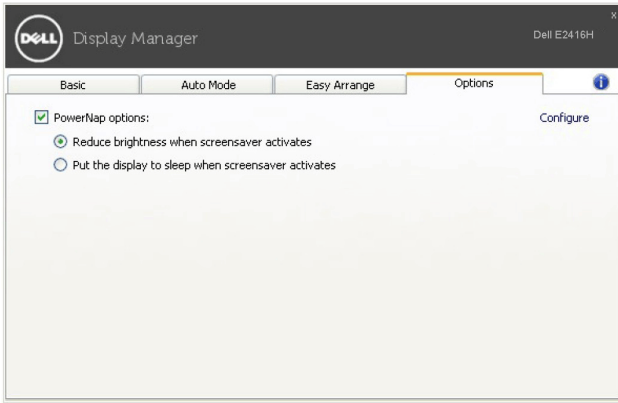 X
DELL Display Manager Dell E2416H
Basic Auto Mode Easy Arrange Options i
PowerNap options: Configure
Reduce brightness when screensaver activates
Put the display to sleep when screensaver activates